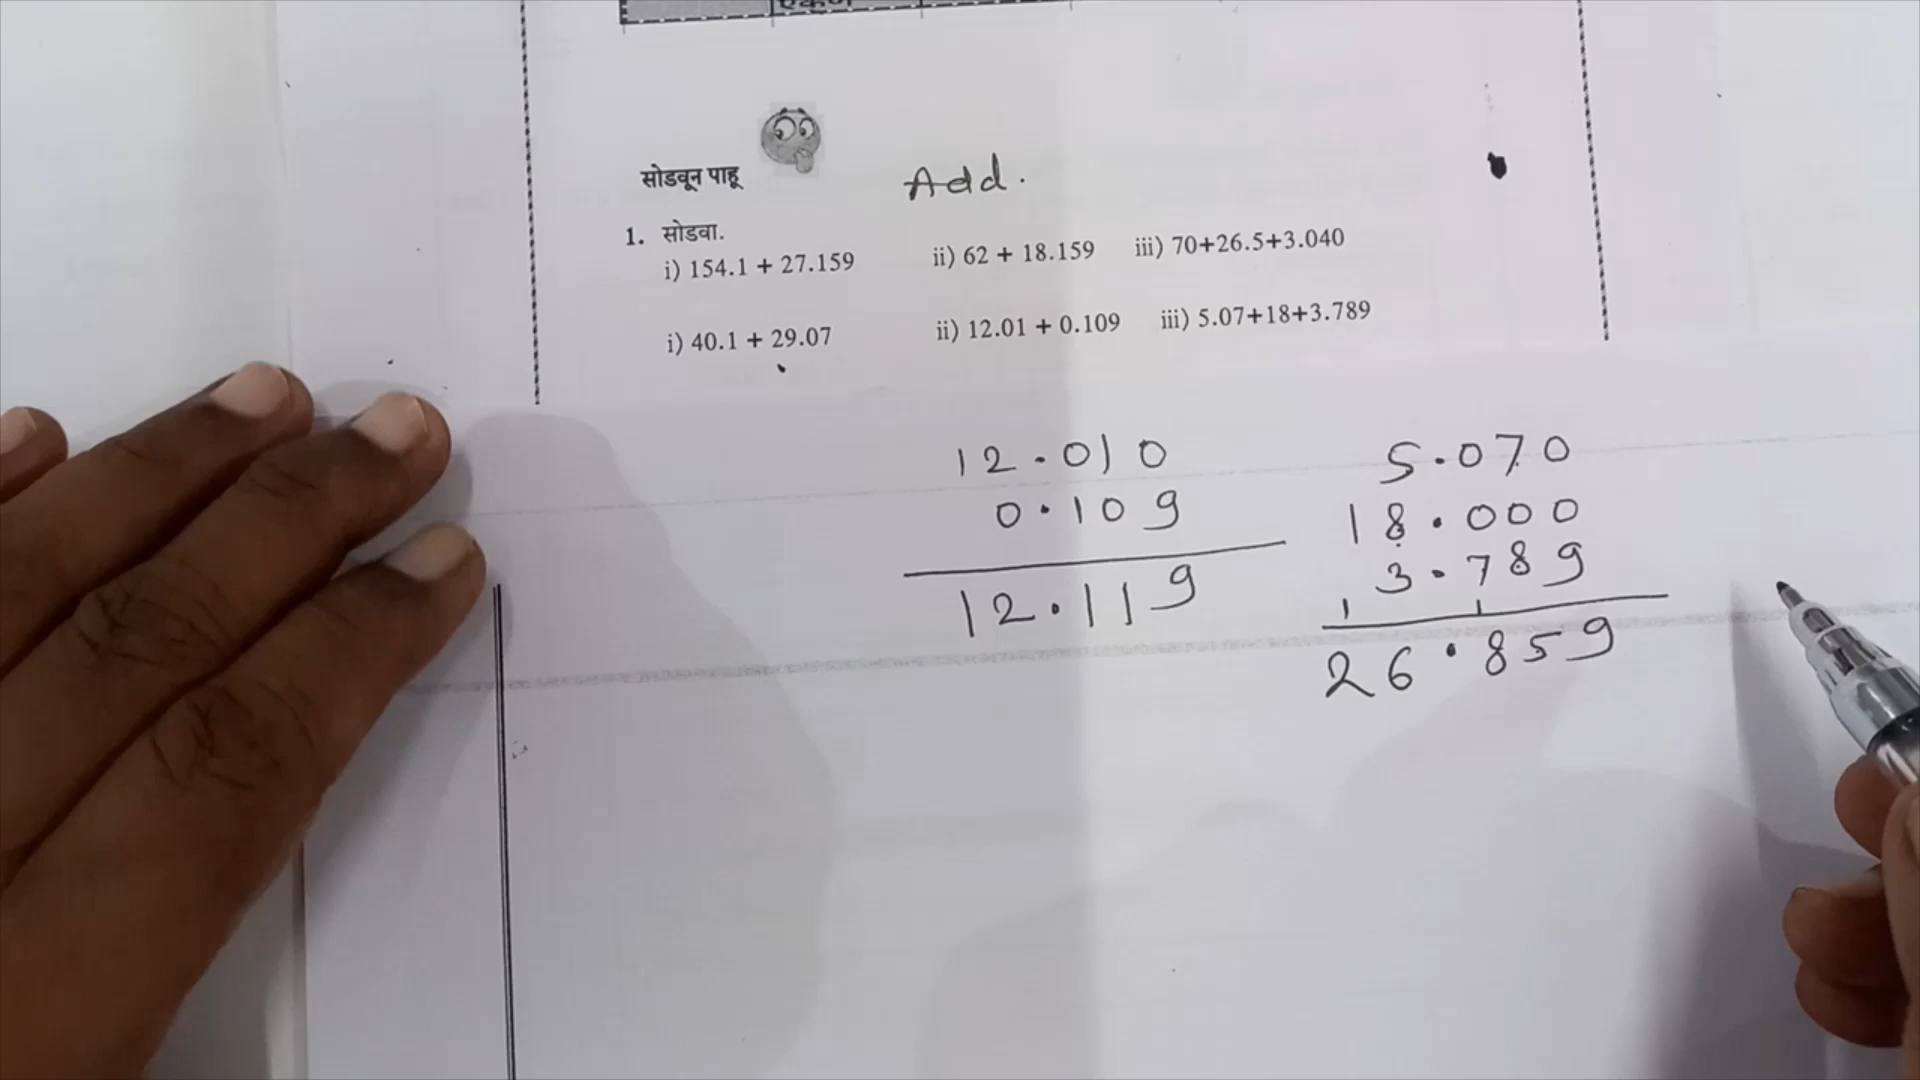 सोडवून पाहू
Add.
1. सोडवा.
i) 154.1 + 27.159 ii) 62 + 18.159 iii) 70+26.5+3.040
i) 40.1 + 29.07 ii) 12.01 + 0.109 iii) 5.07+18+3.789
12.010
0.109
12.119
5.070
18.000
3.789
1 1
26.859